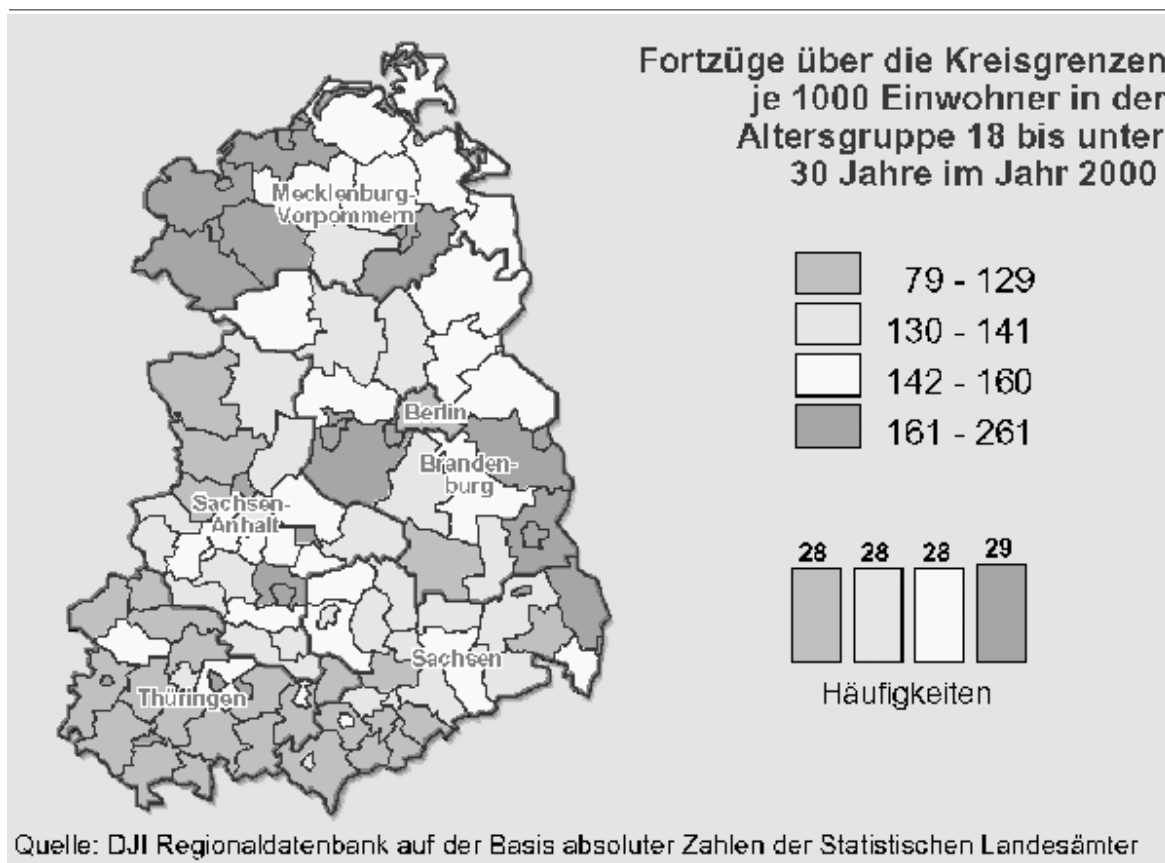 Fortzüge über die Kreisgrenzen
je 1000 Einwohner in der
Altersgruppe 18 bis unter
30 Jahre im Jahr 2000
Mecklenburg-
Vorpommern
Berlin
Branden-
burg
Sachsen-
Anhalt
Sachsen
Thüringen
79 - 129
130 - 141
142 - 160
161 - 261
28 28 28 29
Häufigkeiten
Quelle: DJI Regionaldatenbank auf der Basis absoluter Zahlen der Statistischen Landesämter